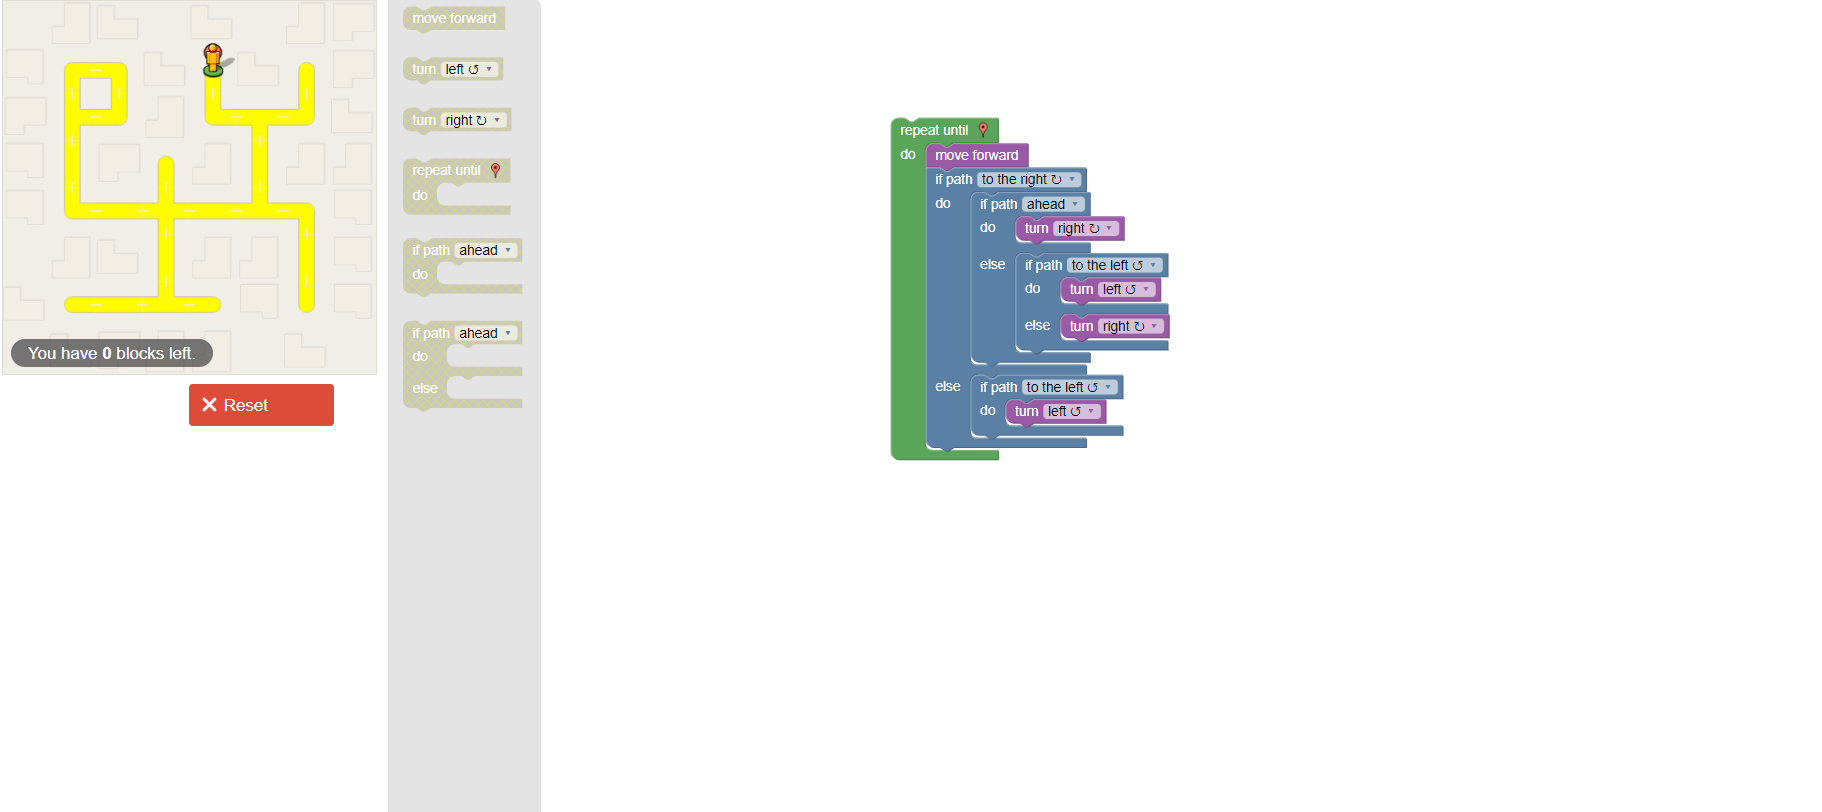 You have 0 blocks left.
Reset
move forward
turn left ↺ ▾
turn right ↻ ▾
repeat until
do
if path ahead ▾
do
if path ahead ▾
do
else
repeat until
do move forward
if path to the right ↻ ▾
do if path ahead ▾
do turn right ↻ ▾
else if path to the left ↺ ▾
do turn left ↺ ▾
else turn right ↻ ▾
else if path to the left ↺ ▾
do turn left ↺ ▾